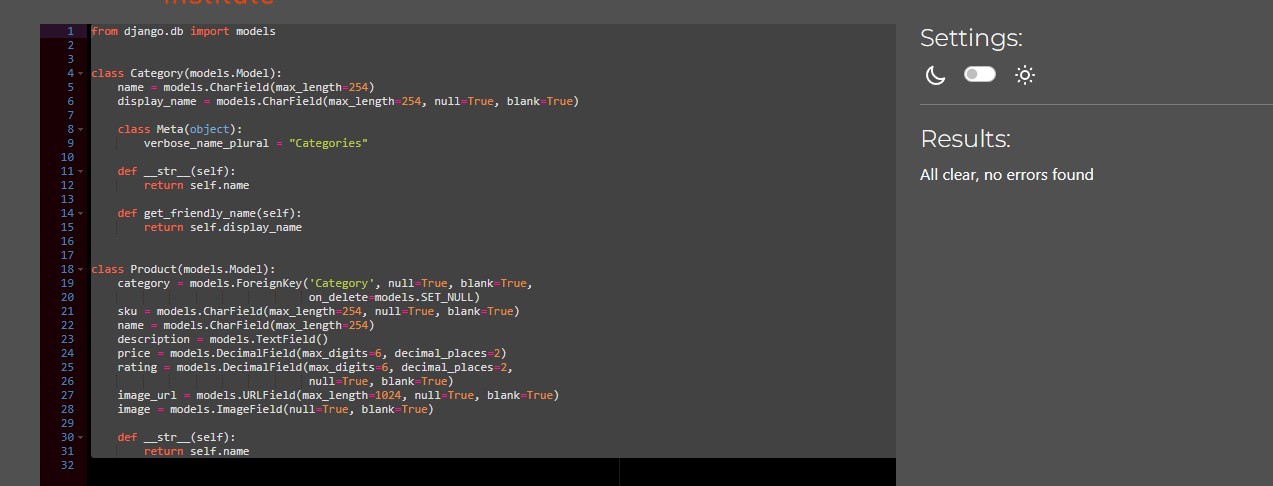 Institute
1 from django.db import models
2
3
4 class Category(models.Model):
5     name = models.CharField(max_length=254)
6     display_name = models.CharField(max_length=254, null=True, blank=True)
7
8     class Meta(object):
9         verbose_name_plural = "Categories"
10
11     def __str__(self):
12         return self.name
13
14     def get_friendly_name(self):
15         return self.display_name
16
17
18 class Product(models.Model):
19     category = models.ForeignKey('Category', null=True, blank=True,
20                                  on_delete=models.SET_NULL)
21     sku = models.CharField(max_length=254, null=True, blank=True)
22     name = models.CharField(max_length=254)
23     description = models.TextField()
24     price = models.DecimalField(max_digits=6, decimal_places=2)
25     rating = models.DecimalField(max_digits=6, decimal_places=2,
26                                  null=True, blank=True)
27     image_url = models.URLField(max_length=1024, null=True, blank=True)
28     image = models.ImageField(null=True, blank=True)
29
30     def __str__(self):
31         return self.name
32
Settings:
Results:
All clear, no errors found